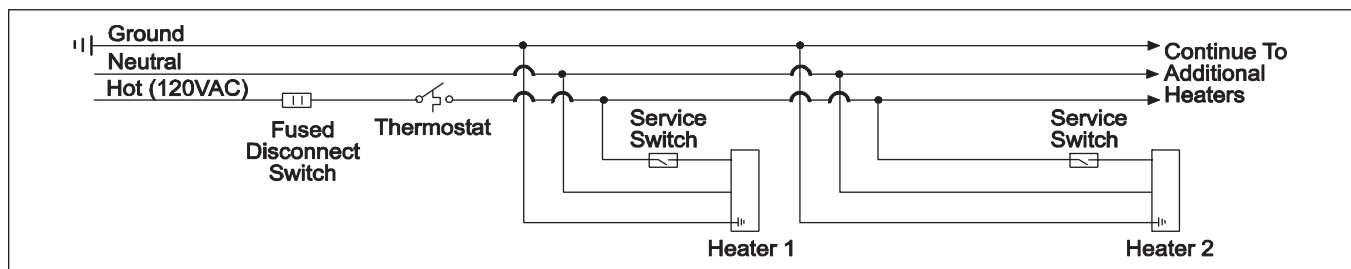 Ground
Neutral
Hot (120VAC)
Continue To
Additional
Heaters
Fused
Disconnect
Switch
Thermostat
Service
Switch
Service
Switch
Heater 1
Heater 2